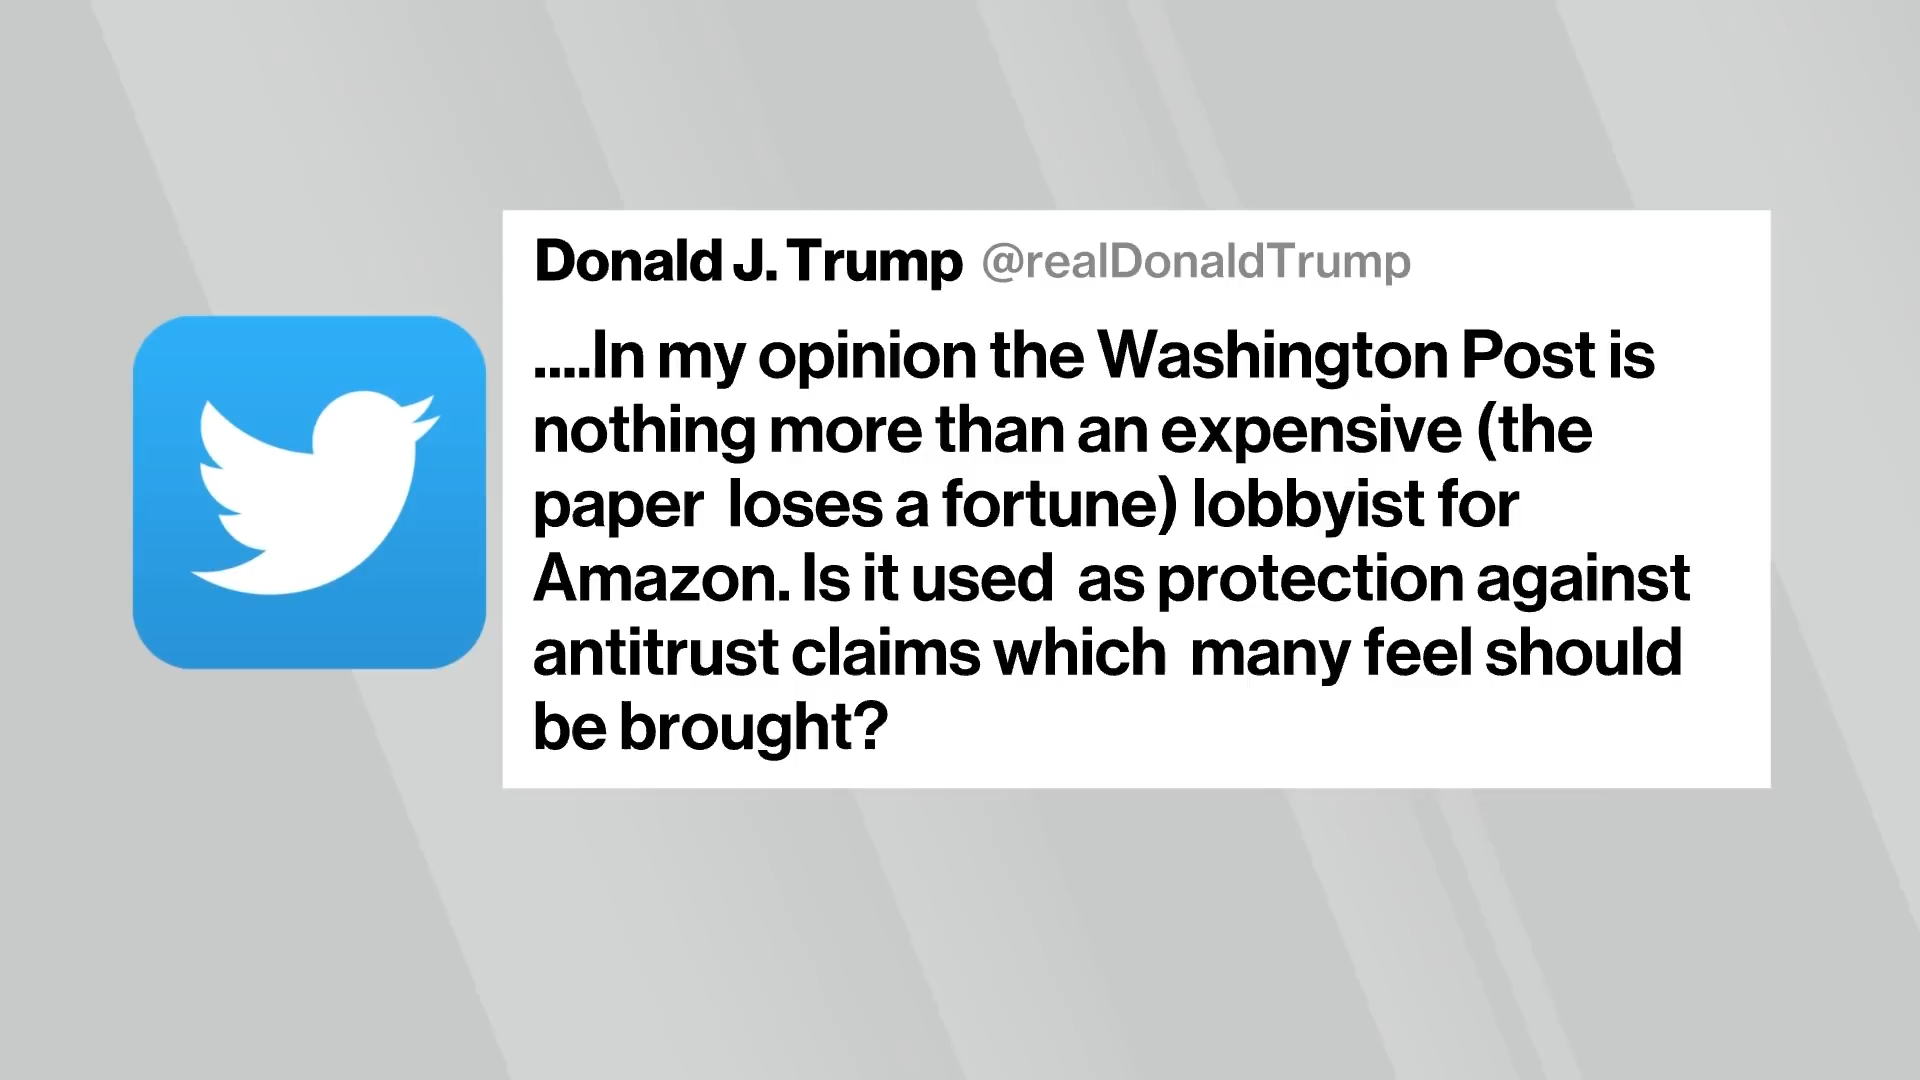 Donald J. Trump @realDonaldTrump
....In my opinion the Washington Post is
nothing more than an expensive (the
paper  loses a fortune) lobbyist for
Amazon. Is it used  as protection against
antitrust claims which  many feel should
be brought?